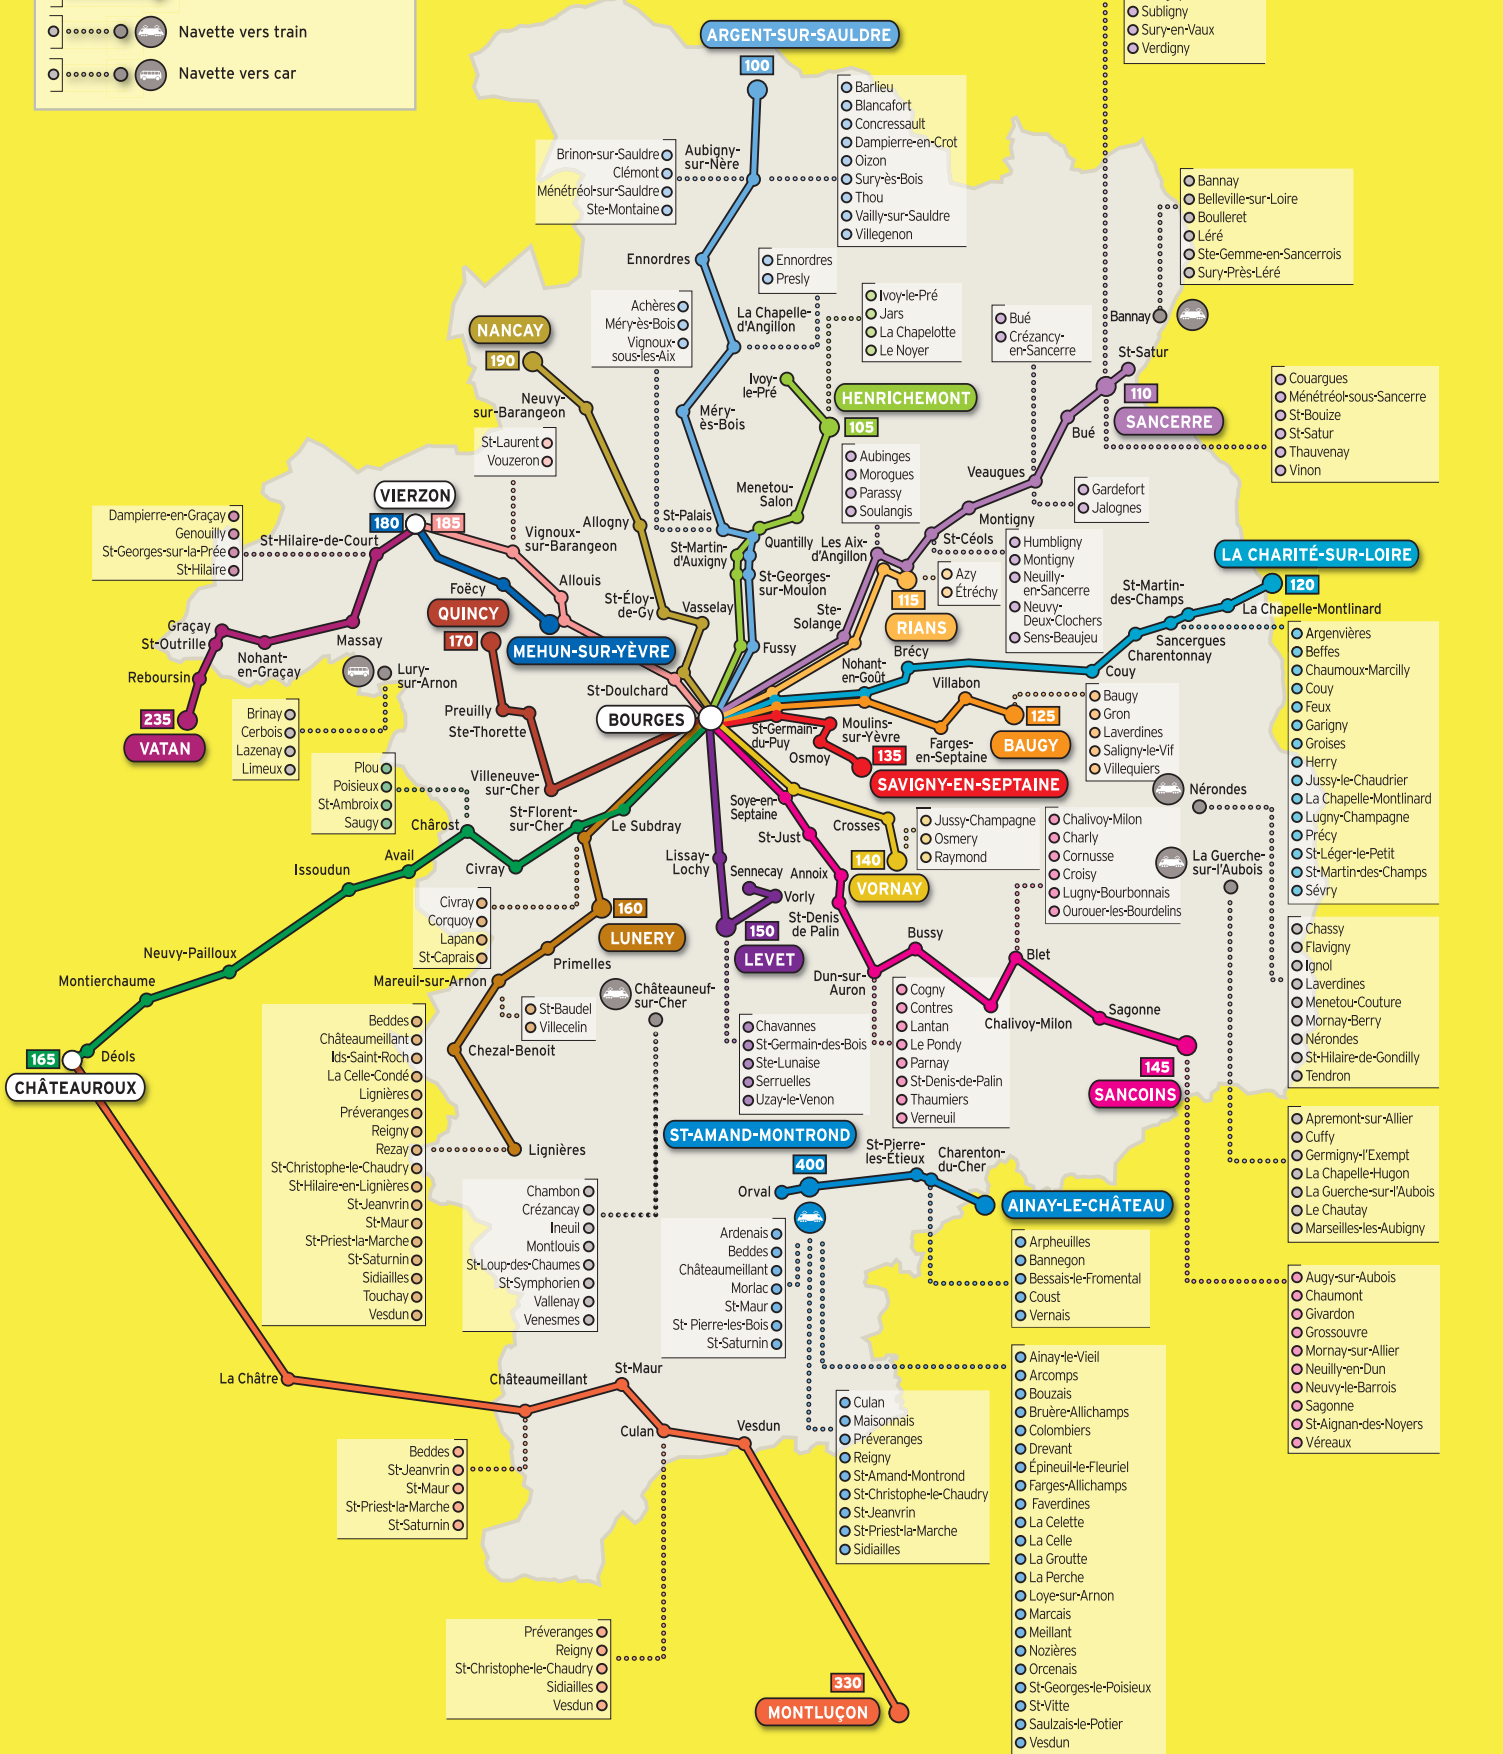 Navette vers train
Navette vers car
Subligny
Sury-en-Vaux
Verdigny
ARGENT-SUR-SAULDRE
100
Barlieu
Blancafort
Concressault
Dampierre-en-Crot
Oizon
Sury-ès-Bois
Thou
Vailly-sur-Sauldre
Villegenon
Brinon-sur-Sauldre
Clémont
Ménétréol-sur-Sauldre
Ste-Montaine
Aubigny-
sur-Nère
Bannay
Belleville-sur-Loire
Boulleret
Léré
Ste-Gemme-en-Sancerrois
Sury-Près-Léré
Bannay
Ennordres
Ennordres
Presly
Achères
Méry-ès-Bois
Vignoux-
sous-les-Aix
La Chapelle-
d'Angillon
Ivoy-le-Pré
Jars
La Chapelotte
Le Noyer
Bué
Crézancy-
en-Sancerre
NANCAY
190
Neuvy-
sur-Barangeon
St-Satur
110
SANCERRE
Bué
Couargues
Ménétréol-sous-Sancerre
St-Bouize
St-Satur
Thauvenay
Vinon
Ivoy-
le-Pré
HENRICHEMONT
105
Méry-
ès-Bois
St-Laurent
Vouzeron
Aubinges
Morogues
Parassy
Soulangis
Veaugues
Gardefort
Jalognes
Menetou-
Salon
VIERZON
180
185
Dampierre-en-Graçay
Genouilly
St-Georges-sur-la-Prée
St-Hilaire
St-Hilaire-de-Court
Vignoux-
sur-Barangeon
Allogny
St-Palais
Quantilly
St-Martin-
d'Auxigny
Les Aix-
d'Angillon
St-Céols
Montigny
Humbligny
Montigny
Neuilly-
en-Sancerre
Neuvy-
Deux-Clochers
Sens-Beaujeu
LA CHARITÉ-SUR-LOIRE
120
Azy
Étréchy
115
RIANS
St-Georges-
sur-Moulon
Ste-
Solange
St-Martin-
des-Champs
La Chapelle-Montlinard
Sancergues
Charentonnay
Foëcy
Allouis
QUINCY
170
MEHUN-SUR-YÈVRE
St-Éloy-
de-Gy
Vasselay
Fussy
Graçay
St-Outrille
Nohant-
en-Graçay
Massay
Reboursin
235
VATAN
Lury-
sur-Arnon
Brinay
Cerbois
Lazenay
Limeux
Plou
Poisieux
St-Ambroix
Saugy
Preuilly
Ste-Thorette
St-Doulchard
BOURGES
Nohant-
en-Goût
Brécy
Villabon
Couy
Argenvières
Beffes
Chaumoux-Marcilly
Couy
Feux
Garigny
Groises
Herry
Jussy-le-Chaudrier
La Chapelle-Montlinard
Lugny-Champagne
Précy
St-Léger-le-Petit
St-Martin-des-Champs
Sévry
Baugy
Gron
Laverdines
Saligny-le-Vif
Villequiers
125
BAUGY
Farges-
en-Septaine
St-Germain-
du-Puy
Moulins-
sur-Yèvre
Osmoy
135
SAVIGNY-EN-SEPTAINE
Villeneuve-
sur-Cher
St-Florent-
sur-Cher
Le Subdray
Chârost
Civray
Avail
Issoudun
Neuvy-Pailloux
Montierchaume
165
Déols
CHÂTEAUROUX
Soye-en-
Septaine
St-Just
Crosses
140
VORNAY
Jussy-Champagne
Osmery
Raymond
Nérondes
La Guerche-
sur-l'Aubois
Chalivoy-Milon
Charly
Cornusse
Croisy
Lugny-Bourbonnais
Ourouer-les-Bourdelins
Lissay-
Lochy
Sennecay
Vorly
Annoix
St-Denis
de Palin
150
LEVET
Civray
Corquoy
Lapan
St-Caprais
160
LUNERY
Primelles
Mareuil-sur-Arnon
St-Baudel
Villecelin
Chezal-Benoit
Lignières
Châteauneuf-
sur-Cher
Bussy
Dun-sur-
Auron
Blet
Chalivoy-Milon
Sagonne
145
SANCOINS
Cogny
Contres
Lantan
Le Pondy
Parnay
St-Denis-de-Palin
Thaumiers
Verneuil
Chavannes
St-Germain-des-Bois
Ste-Lunaise
Serruelles
Uzay-le-Venon
Chassy
Flavigny
Ignol
Laverdines
Menetou-Couture
Mornay-Berry
Nérondes
St-Hilaire-de-Gondilly
Tendron
Apremont-sur-Allier
Cuffy
Germigny-l'Exempt
La Chapelle-Hugon
La Guerche-sur-l'Aubois
Le Chautay
Marseilles-les-Aubigny
Beddes
Châteaumeillant
Ids-Saint-Roch
La Celle-Condé
Lignières
Préveranges
Reigny
Rezay
St-Christophe-le-Chaudry
St-Hilaire-en-Lignières
St-Jeanvrin
St-Maur
St-Priest-la-Marche
St-Saturnin
Sidiailles
Touchay
Vesdun
Chambon
Crézancay
Ineuil
Montlouis
St-Loup-des-Chaumes
St-Symphorien
Vallenay
Venesmes
ST-AMAND-MONTROND
400
Orval
St-Pierre-
les-Étieux
Charenton-
du-Cher
AINAY-LE-CHÂTEAU
Ardenais
Beddes
Châteaumeillant
Morlac
St-Maur
St- Pierre-les-Bois
St-Saturnin
Arpheuilles
Bannegon
Bessais-le-Fromental
Coust
Vernais
Augy-sur-Aubois
Chaumont
Givardon
Grossouvre
Mornay-sur-Allier
Neuilly-en-Dun
Neuvy-le-Barrois
Sagonne
St-Aignan-des-Noyers
Véreaux
Ainay-le-Vieil
Arcomps
Bouzais
Bruère-Allichamps
Colombiers
Drevant
Épineuil-le-Fleuriel
Farges-Allichamps
Faverdines
La Celette
La Celle
La Groutte
La Perche
Loye-sur-Arnon
Marcais
Meillant
Nozières
Orcenais
St-Georges-le-Poisieux
St-Vitte
Saulzais-le-Potier
Vesdun
Culan
Maisonnais
Préveranges
Reigny
St-Amand-Montrond
St-Christophe-le-Chaudry
St-Jeanvrin
St-Priest-la-Marche
Sidiailles
La Châtre
Châteaumeillant
St-Maur
Culan
Vesdun
Beddes
St-Jeanvrin
St-Maur
St-Priest-la-Marche
St-Saturnin
Préveranges
Reigny
St-Christophe-le-Chaudry
Sidiailles
Vesdun
330
MONTLUÇON